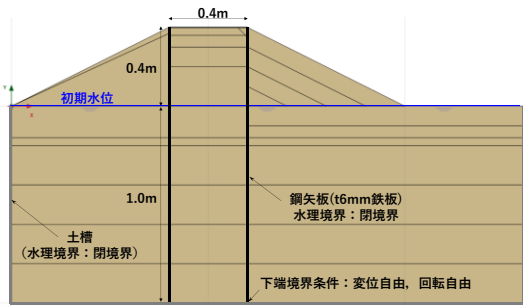 0.4m
0.4m
Y
初期水位
X
1.0m
鋼矢板(t6mm鉄板)
水理境界：閉境界
土槽
（水理境界：閉境界）
下端境界条件：変位自由，回転自由